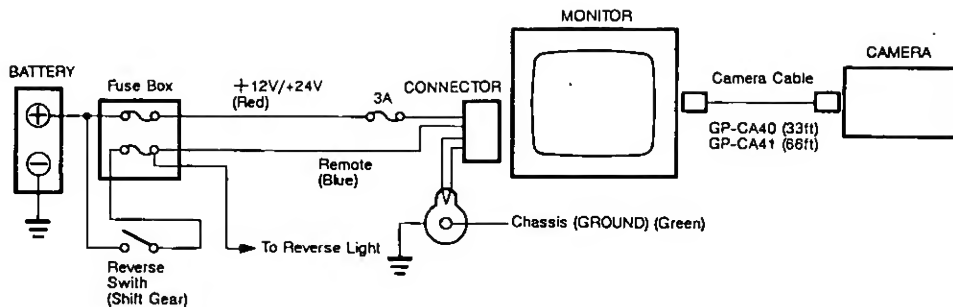 MONITOR
CAMERA
BATTERY
Fuse Box
+12V/+24V
(Red)
3A
CONNECTOR
Camera Cable
GP-CA40 (33ft)
GP-CA41 (66ft)
Remote
(Blue)
Chassis (GROUND) (Green)
To Reverse Light
Reverse
Swith
(Shift Gear)